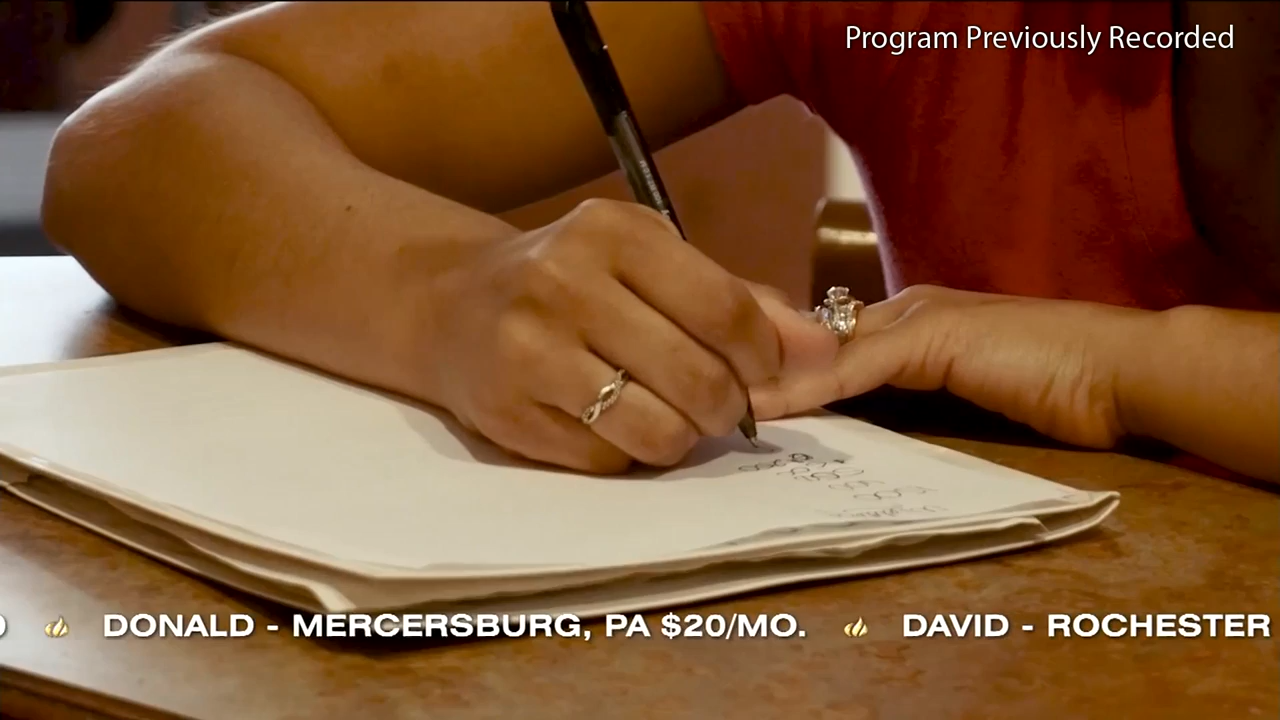 Program Previously Recorded
DONALD - MERCERSBURG, PA $20/MO. DAVID - ROCHESTER